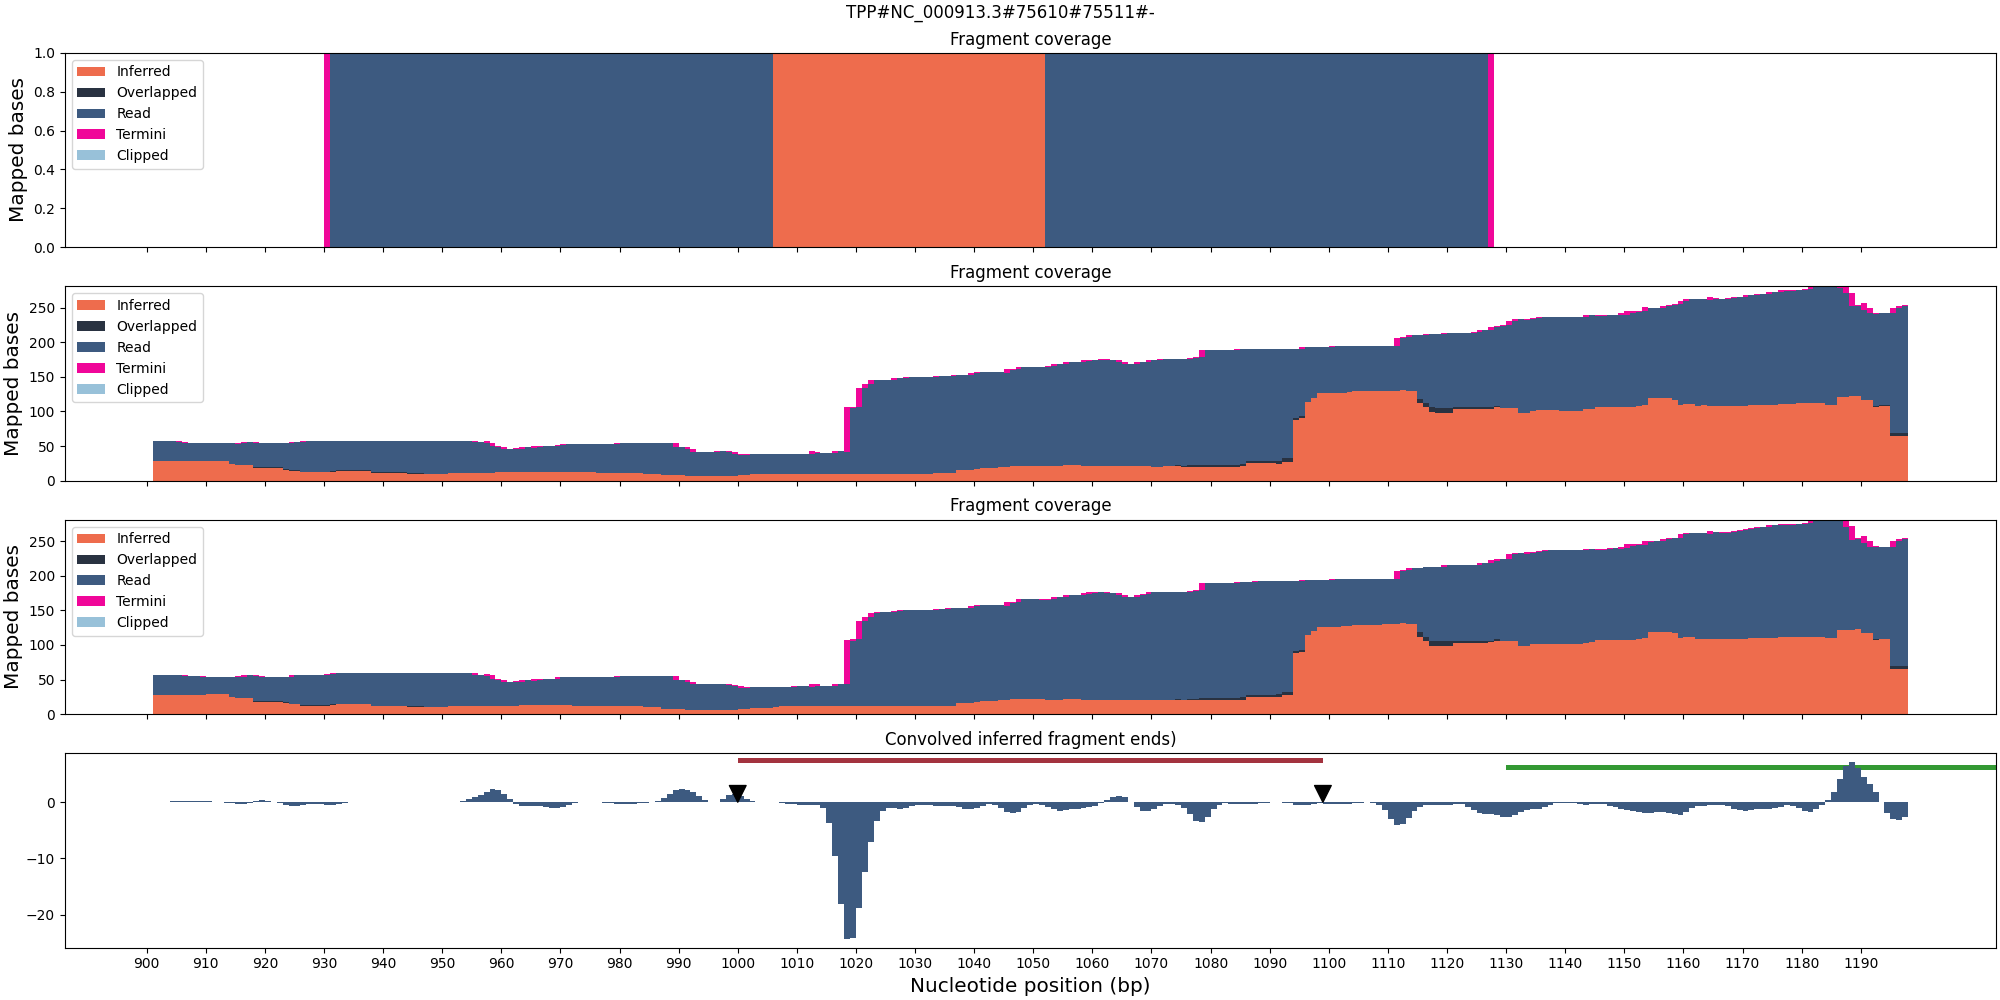 TPP#NC_000913.3#75610#75511#-
Fragment coverage
Mapped bases
1.0
0.8
0.6
0.4
0.2
0.0
Inferred
Overlapped
Read
Termini
Clipped
Fragment coverage
Mapped bases
250
200
150
100
50
0
Inferred
Overlapped
Read
Termini
Clipped
Fragment coverage
Mapped bases
250
200
150
100
50
0
Inferred
Overlapped
Read
Termini
Clipped
Convolved inferred fragment ends)
0
−10
−20
900 910 920 930 940 950 960 970 980 990 1000 1010 1020 1030 1040 1050 1060 1070 1080 1090 1100 1110 1120 1130 1140 1150 1160 1170 1180 1190
Nucleotide position (bp)